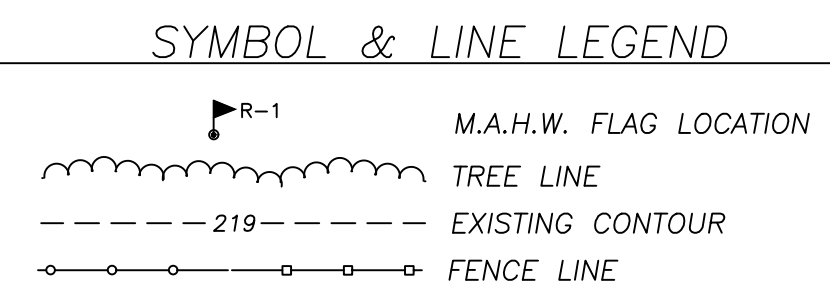 SYMBOL & LINE LEGEND
R-1
M.A.H.W. FLAG LOCATION
TREE LINE
219
EXISTING CONTOUR
FENCE LINE